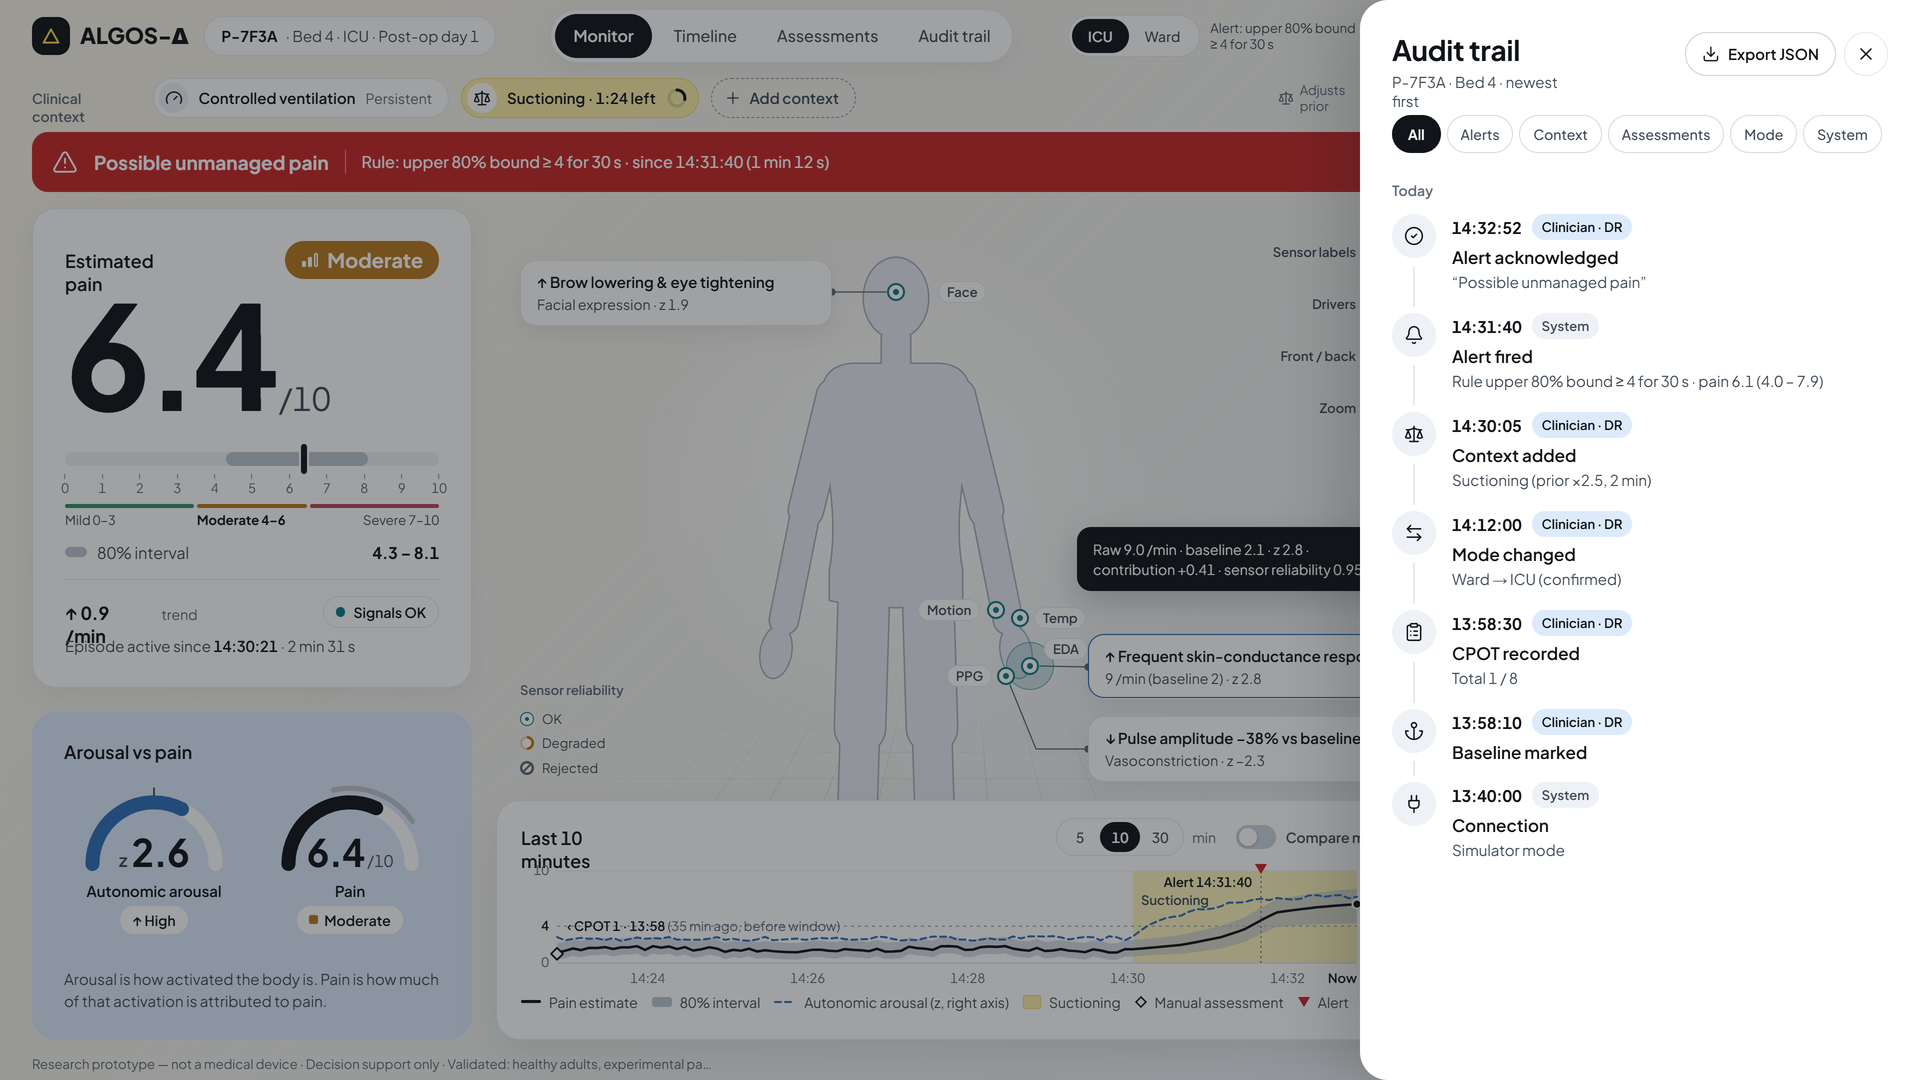 ALGOS-Δ
P-7F3A · Bed 4 · ICU · Post-op day 1
Monitor
Timeline
Assessments
Audit trail
ICU
Ward
Alert: upper 80% bound
≥ 4 for 30 s
Clinical
context
Controlled ventilation Persistent
Suctioning · 1:24 left
+ Add context
Adjusts
prior
Possible unmanaged pain
Rule: upper 80% bound ≥ 4 for 30 s · since 14:31:40 (1 min 12 s)
Estimated
pain
Moderate
6.4/10
0 1 2 3 4 5 6 7 8 9 10
Mild 0–3
Moderate 4–6
Severe 7–10
80% interval
4.3 – 8.1
↑ 0.9
/min
trend
Signals OK
Episode active since 14:30:21 · 2 min 31 s
Arousal vs pain
z 2.6
Autonomic arousal
↑ High
6.4/10
Pain
Moderate
Arousal is how activated the body is. Pain is how much
of that activation is attributed to pain.
↑ Brow lowering & eye tightening
Facial expression · z 1.9
Face
Sensor labels
Drivers
Front / back
Zoom
Raw 9.0 /min · baseline 2.1 · z 2.8 ·
contribution +0.41 · sensor reliability 0.95
Motion
Temp
EDA
PPG
↑ Frequent skin-conductance respo
9 /min (baseline 2) · z 2.8
↓ Pulse amplitude −38% vs baseline
Vasoconstriction · z −2.3
Sensor reliability
OK
Degraded
Rejected
Last 10
minutes
5
10
30
min
Compare m
10
4
0
‹ CPOT 1 · 13:58 (35 min ago, before window)
Alert 14:31:40
Suctioning
14:24
14:26
14:28
14:30
14:32
Now
Pain estimate
80% interval
Autonomic arousal (z, right axis)
Suctioning
Manual assessment
Alert
Research prototype — not a medical device · Decision support only · Validated: healthy adults, experimental pa...
Audit trail
P-7F3A · Bed 4 · newest
first
Export JSON
All
Alerts
Context
Assessments
Mode
System
Today
14:32:52 Clinician · DR
Alert acknowledged
“Possible unmanaged pain”
14:31:40 System
Alert fired
Rule upper 80% bound ≥ 4 for 30 s · pain 6.1 (4.0 – 7.9)
14:30:05 Clinician · DR
Context added
Suctioning (prior ×2.5, 2 min)
14:12:00 Clinician · DR
Mode changed
Ward → ICU (confirmed)
13:58:30 Clinician · DR
CPOT recorded
Total 1 / 8
13:58:10 Clinician · DR
Baseline marked
13:40:00 System
Connection
Simulator mode